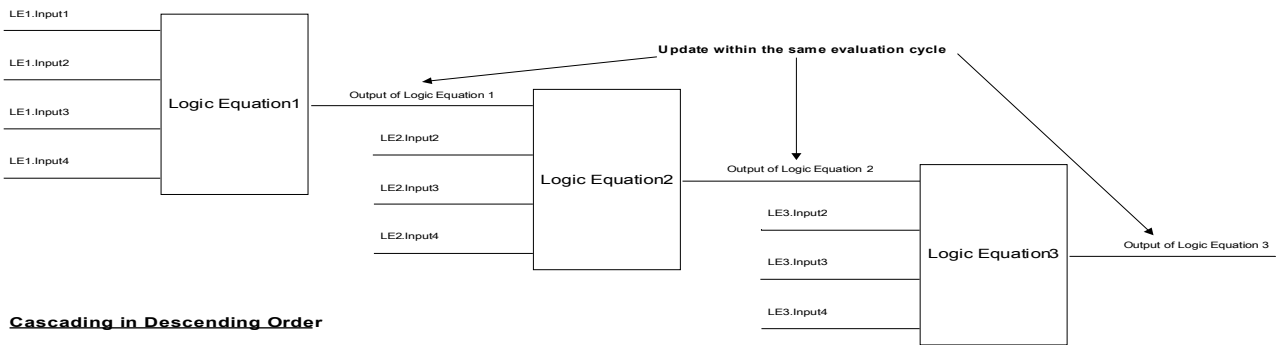 LE1.Input1
LE1.Input2
LE1.Input3
LE1.Input4
Logic Equation1
Update within the same evaluation cycle
Output of Logic Equation 1
LE2.Input2
LE2.Input3
LE2.Input4
Logic Equation2
Output of Logic Equation 2
LE3.Input2
LE3.Input3
LE3.Input4
Logic Equation3
Output of Logic Equation 3
Cascading in Descending Order